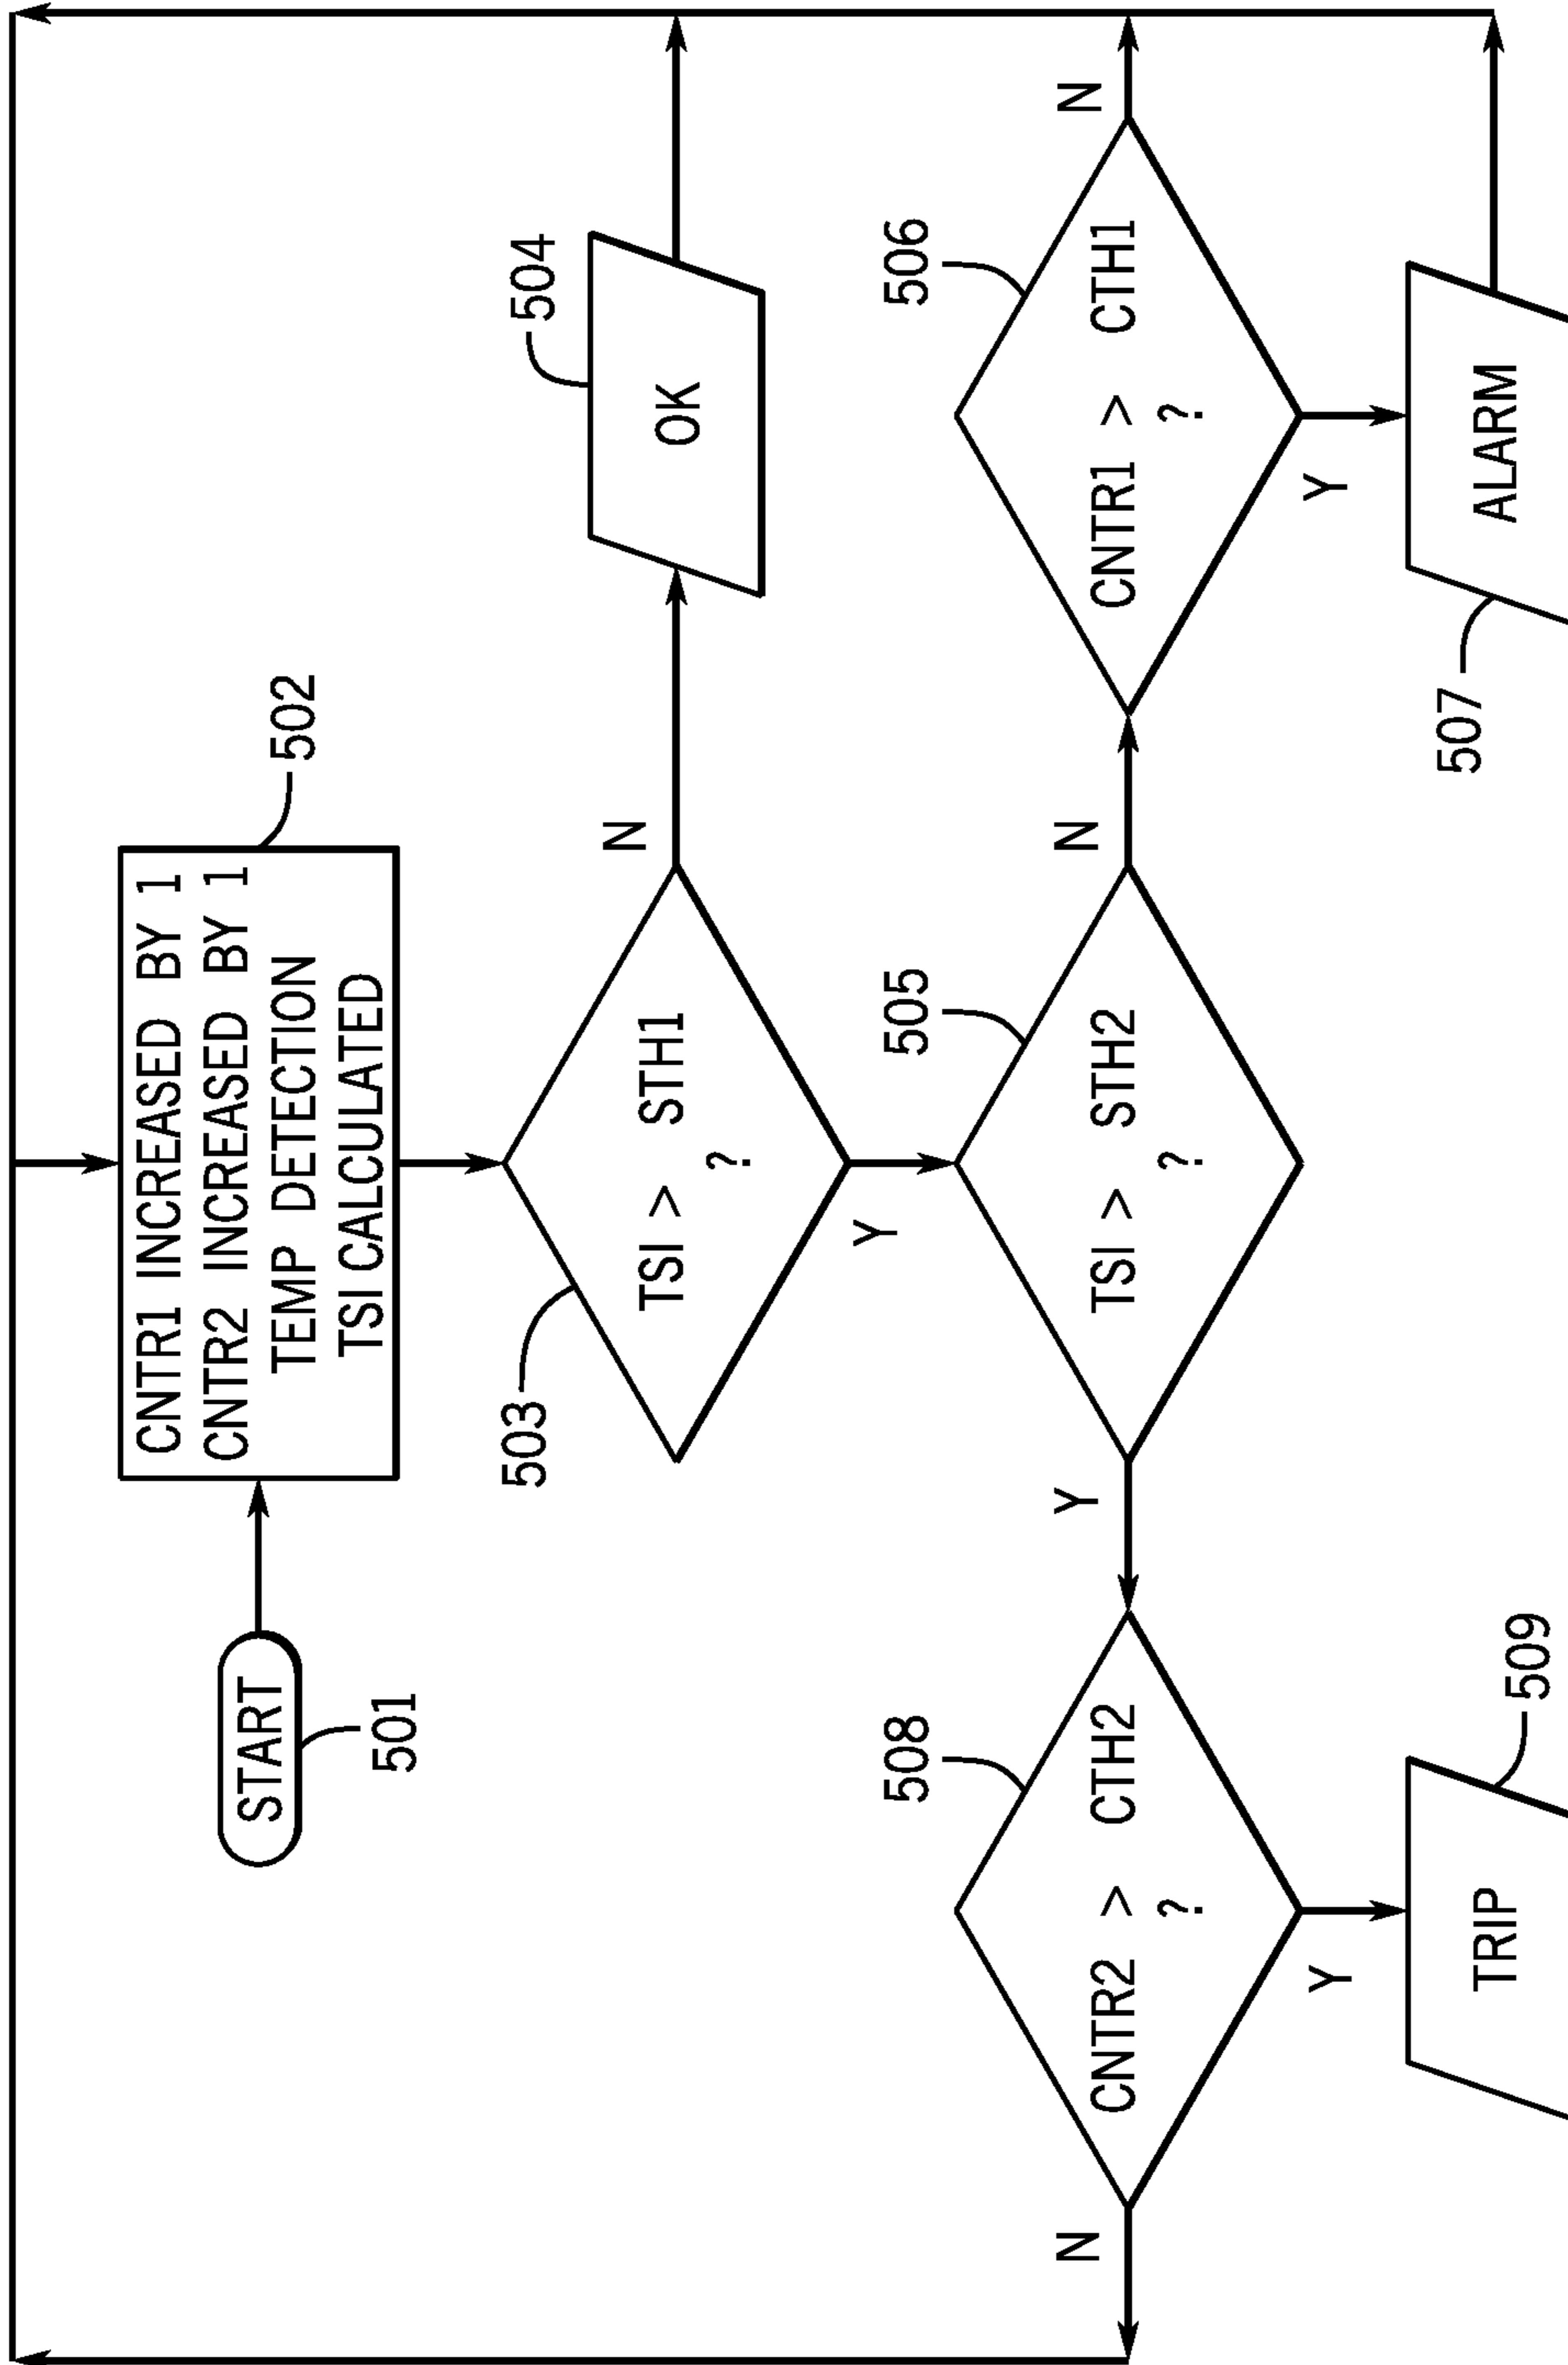 START
501
CNTR1 INCREASED BY 1
CNTR2 INCREASED BY 1
TEMP DETECTION
TSI CALCULATED
502
503
TSI > STH1
?
N
Y
504
OK
505
TSI > STH2
?
Y
N
506
CNTR1 > CTH1
?
N
Y
507
ALARM
508
CNTR2 > CTH2
?
N
Y
TRIP
509